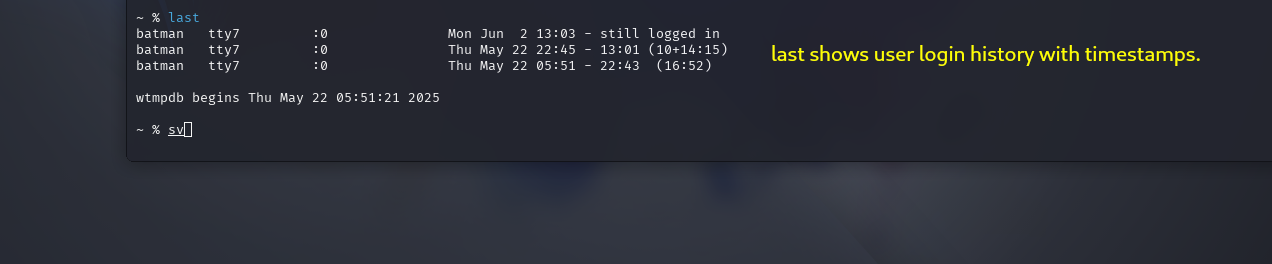 ~ % last
batman   tty7         :0               Mon Jun  2 13:03 - still logged in
batman   tty7         :0               Thu May 22 22:45 - 13:01 (10+14:15)
batman   tty7         :0               Thu May 22 05:51 - 22:43  (16:52)
last shows user login history with timestamps.
wtmpdb begins Thu May 22 05:51:21 2025
~ % sv